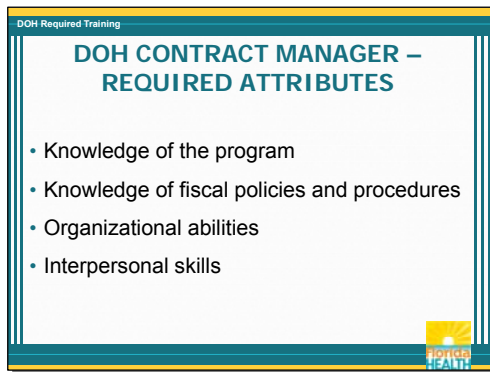 DOH Required Training
DOH CONTRACT MANAGER –
REQUIRED ATTRIBUTES
• Knowledge of the program
• Knowledge of fiscal policies and procedures
• Organizational abilities
• Interpersonal skills
Florida
HEALTH